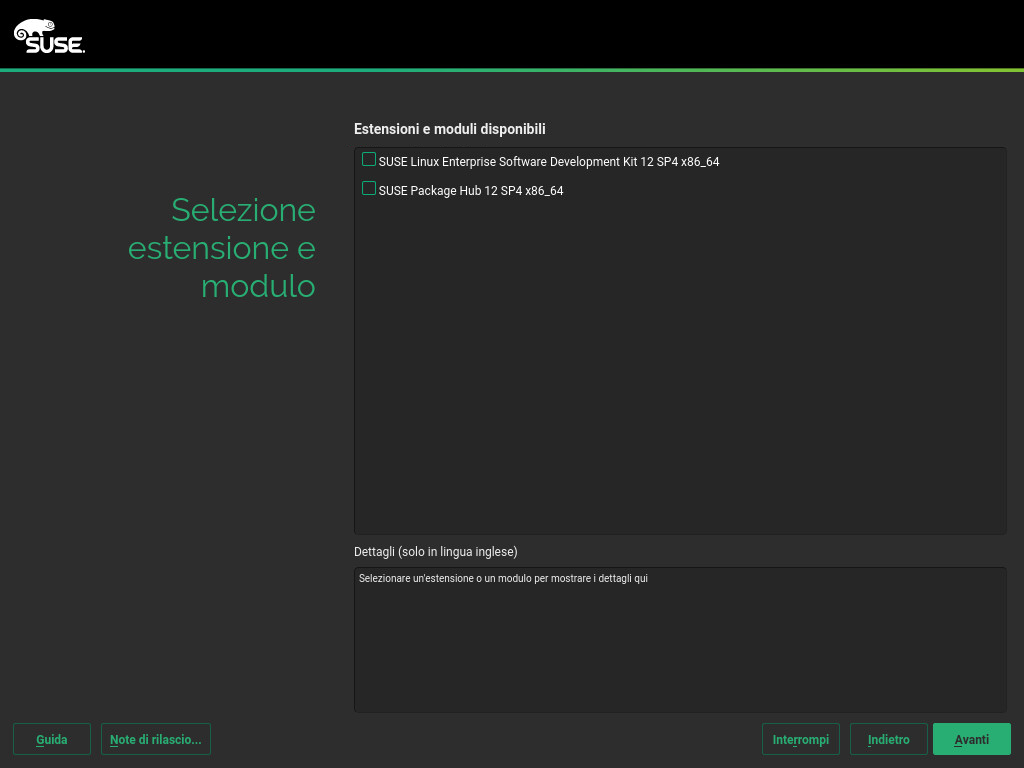 SUSE.
Estensioni e moduli disponibili
SUSE Linux Enterprise Software Development Kit 12 SP4 x86_64
SUSE Package Hub 12 SP4 x86_64
Selezione
estensione e
modulo
Dettagli (solo in lingua inglese)
Selezionare un'estensione o un modulo per mostrare i dettagli qui
Guida
Note di rilascio...
Interrompi
Indietro
Avanti